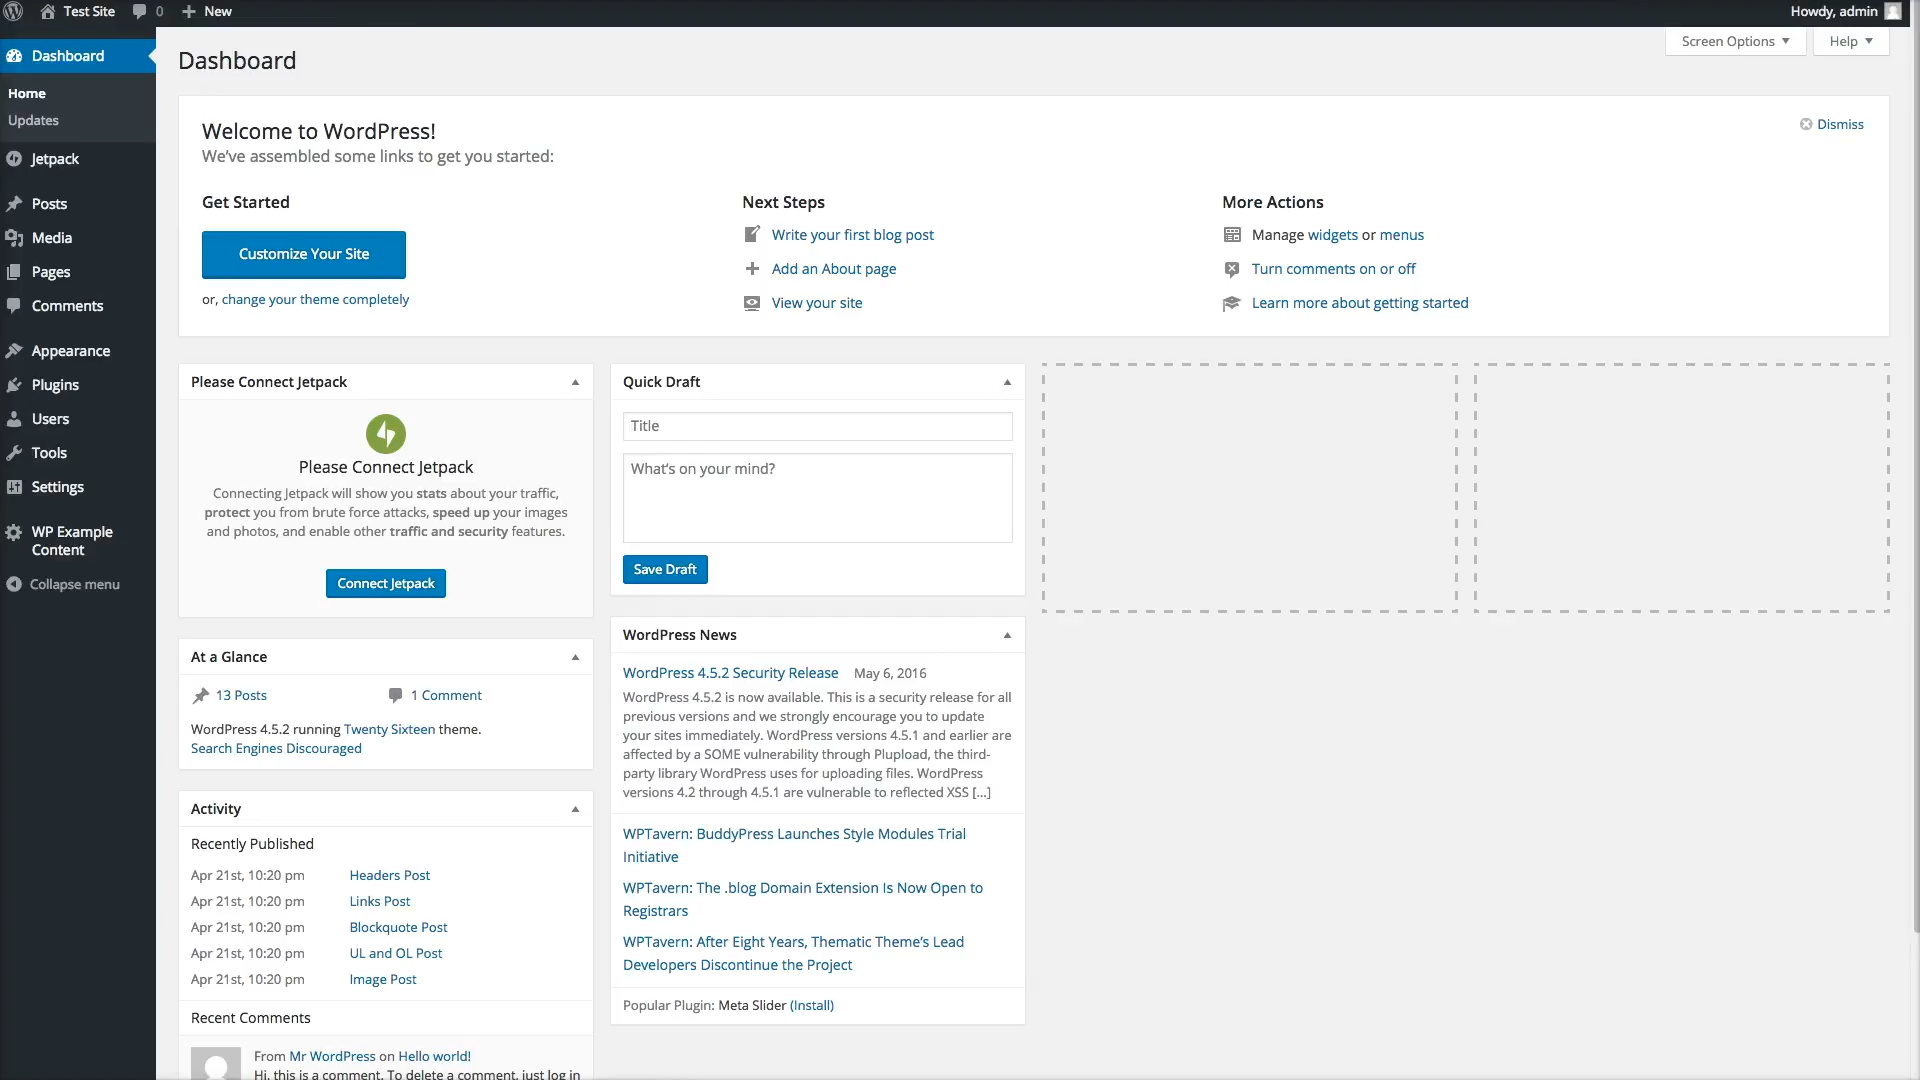 Test Site 0 New
Howdy, admin
Dashboard
Home
Updates
Jetpack
Posts
Media
Pages
Comments
Appearance
Plugins
Users
Tools
Settings
WP Example
Content
Collapse menu
Dashboard
Screen Options
Help
Welcome to WordPress!
We've assembled some links to get you started:
Dismiss
Get Started
Customize Your Site
or, change your theme completely
Next Steps
Write your first blog post
Add an About page
View your site
More Actions
Manage widgets or menus
Turn comments on or off
Learn more about getting started
Please Connect Jetpack
Please Connect Jetpack
Connecting Jetpack will show you stats about your traffic,
protect you from brute force attacks, speed up your images
and photos, and enable other traffic and security features.
Connect Jetpack
At a Glance
13 Posts
1 Comment
WordPress 4.5.2 running Twenty Sixteen theme.
Search Engines Discouraged
Activity
Recently Published
Apr 21st, 10:20 pm Headers Post
Apr 21st, 10:20 pm Links Post
Apr 21st, 10:20 pm Blockquote Post
Apr 21st, 10:20 pm UL and OL Post
Apr 21st, 10:20 pm Image Post
Recent Comments
From Mr WordPress on Hello world!
Hi, this is a comment. To delete a comment, just log in
Quick Draft
Title
What's on your mind?
Save Draft
WordPress News
WordPress 4.5.2 Security Release May 6, 2016
WordPress 4.5.2 is now available. This is a security release for all
previous versions and we strongly encourage you to update
your sites immediately. WordPress versions 4.5.1 and earlier are
affected by a SOME vulnerability through Plupload, the third-
party library WordPress uses for uploading files. WordPress
versions 4.2 through 4.5.1 are vulnerable to reflected XSS […]
WPTavern: BuddyPress Launches Style Modules Trial
Initiative
WPTavern: The .blog Domain Extension Is Now Open to
Registrars
WPTavern: After Eight Years, Thematic Theme's Lead
Developers Discontinue the Project
Popular Plugin: Meta Slider (Install)